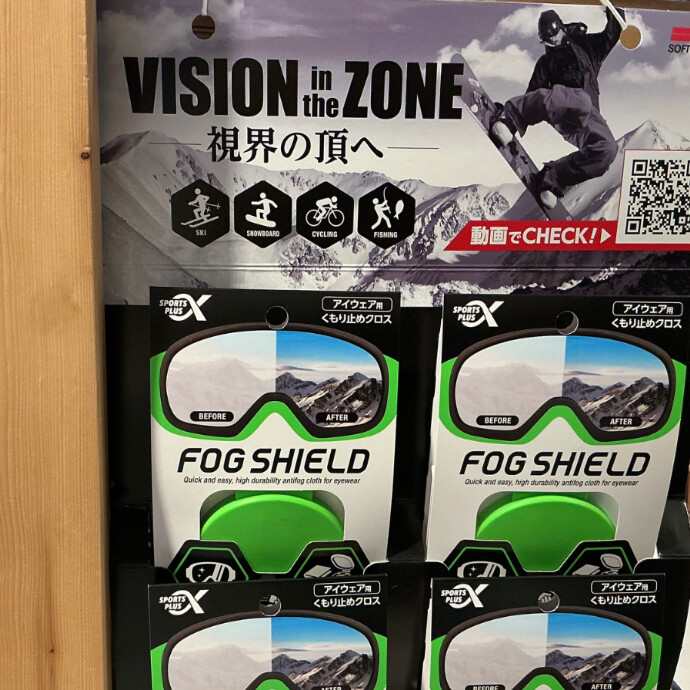 SOFT
VISION in the ZONE
視界の頂へ
SKI
SNOWBOARD
CYCLING
FISHING
動画でCHECK!
SPORTS PLUS X
アイウェア用
くもり止めクロス
BEFORE
AFTER
FOG SHIELD
Quick and easy, high durability antifog cloth for eyewear
SPORTS PLUS X
アイウェア用
くもり止めクロス
BEFORE
AFTER
FOG SHIELD
Quick and easy, high durability antifog cloth for eyewear
SPORTS PLUS X
アイウェア用
くもり止めクロス
BEFORE
AFTER
SPORTS PLUS X
アイウェア用
くもり止めクロス
BEFORE
AFTER